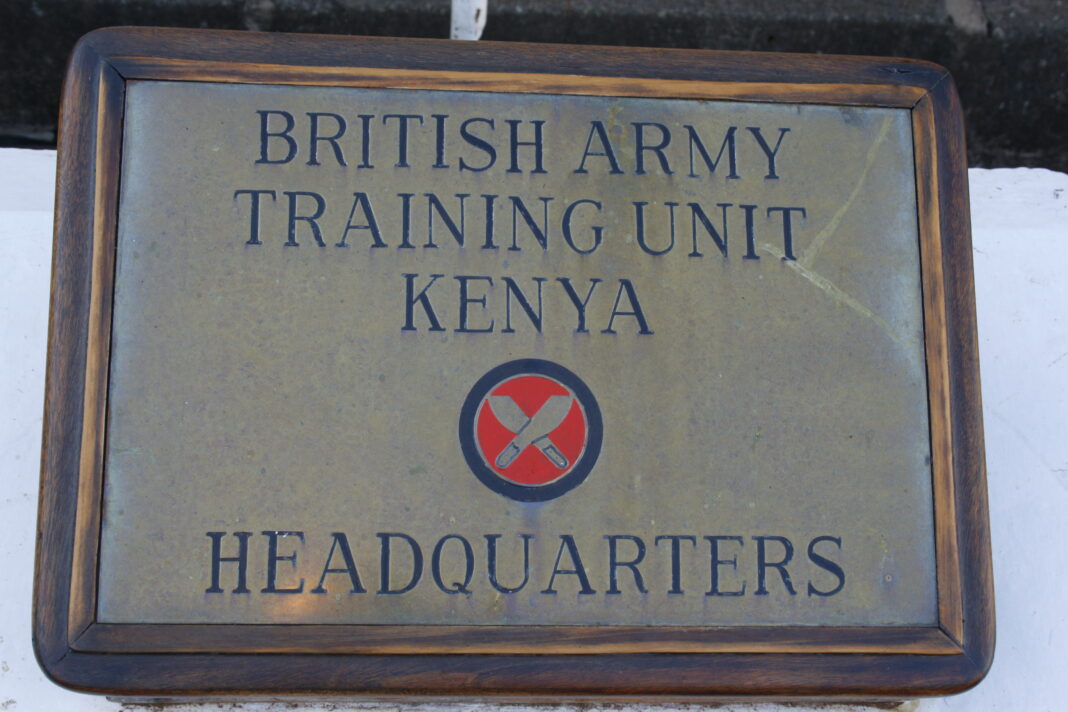 BRITISH ARMY
TRAINING UNIT
KENYA
HEADQUARTERS